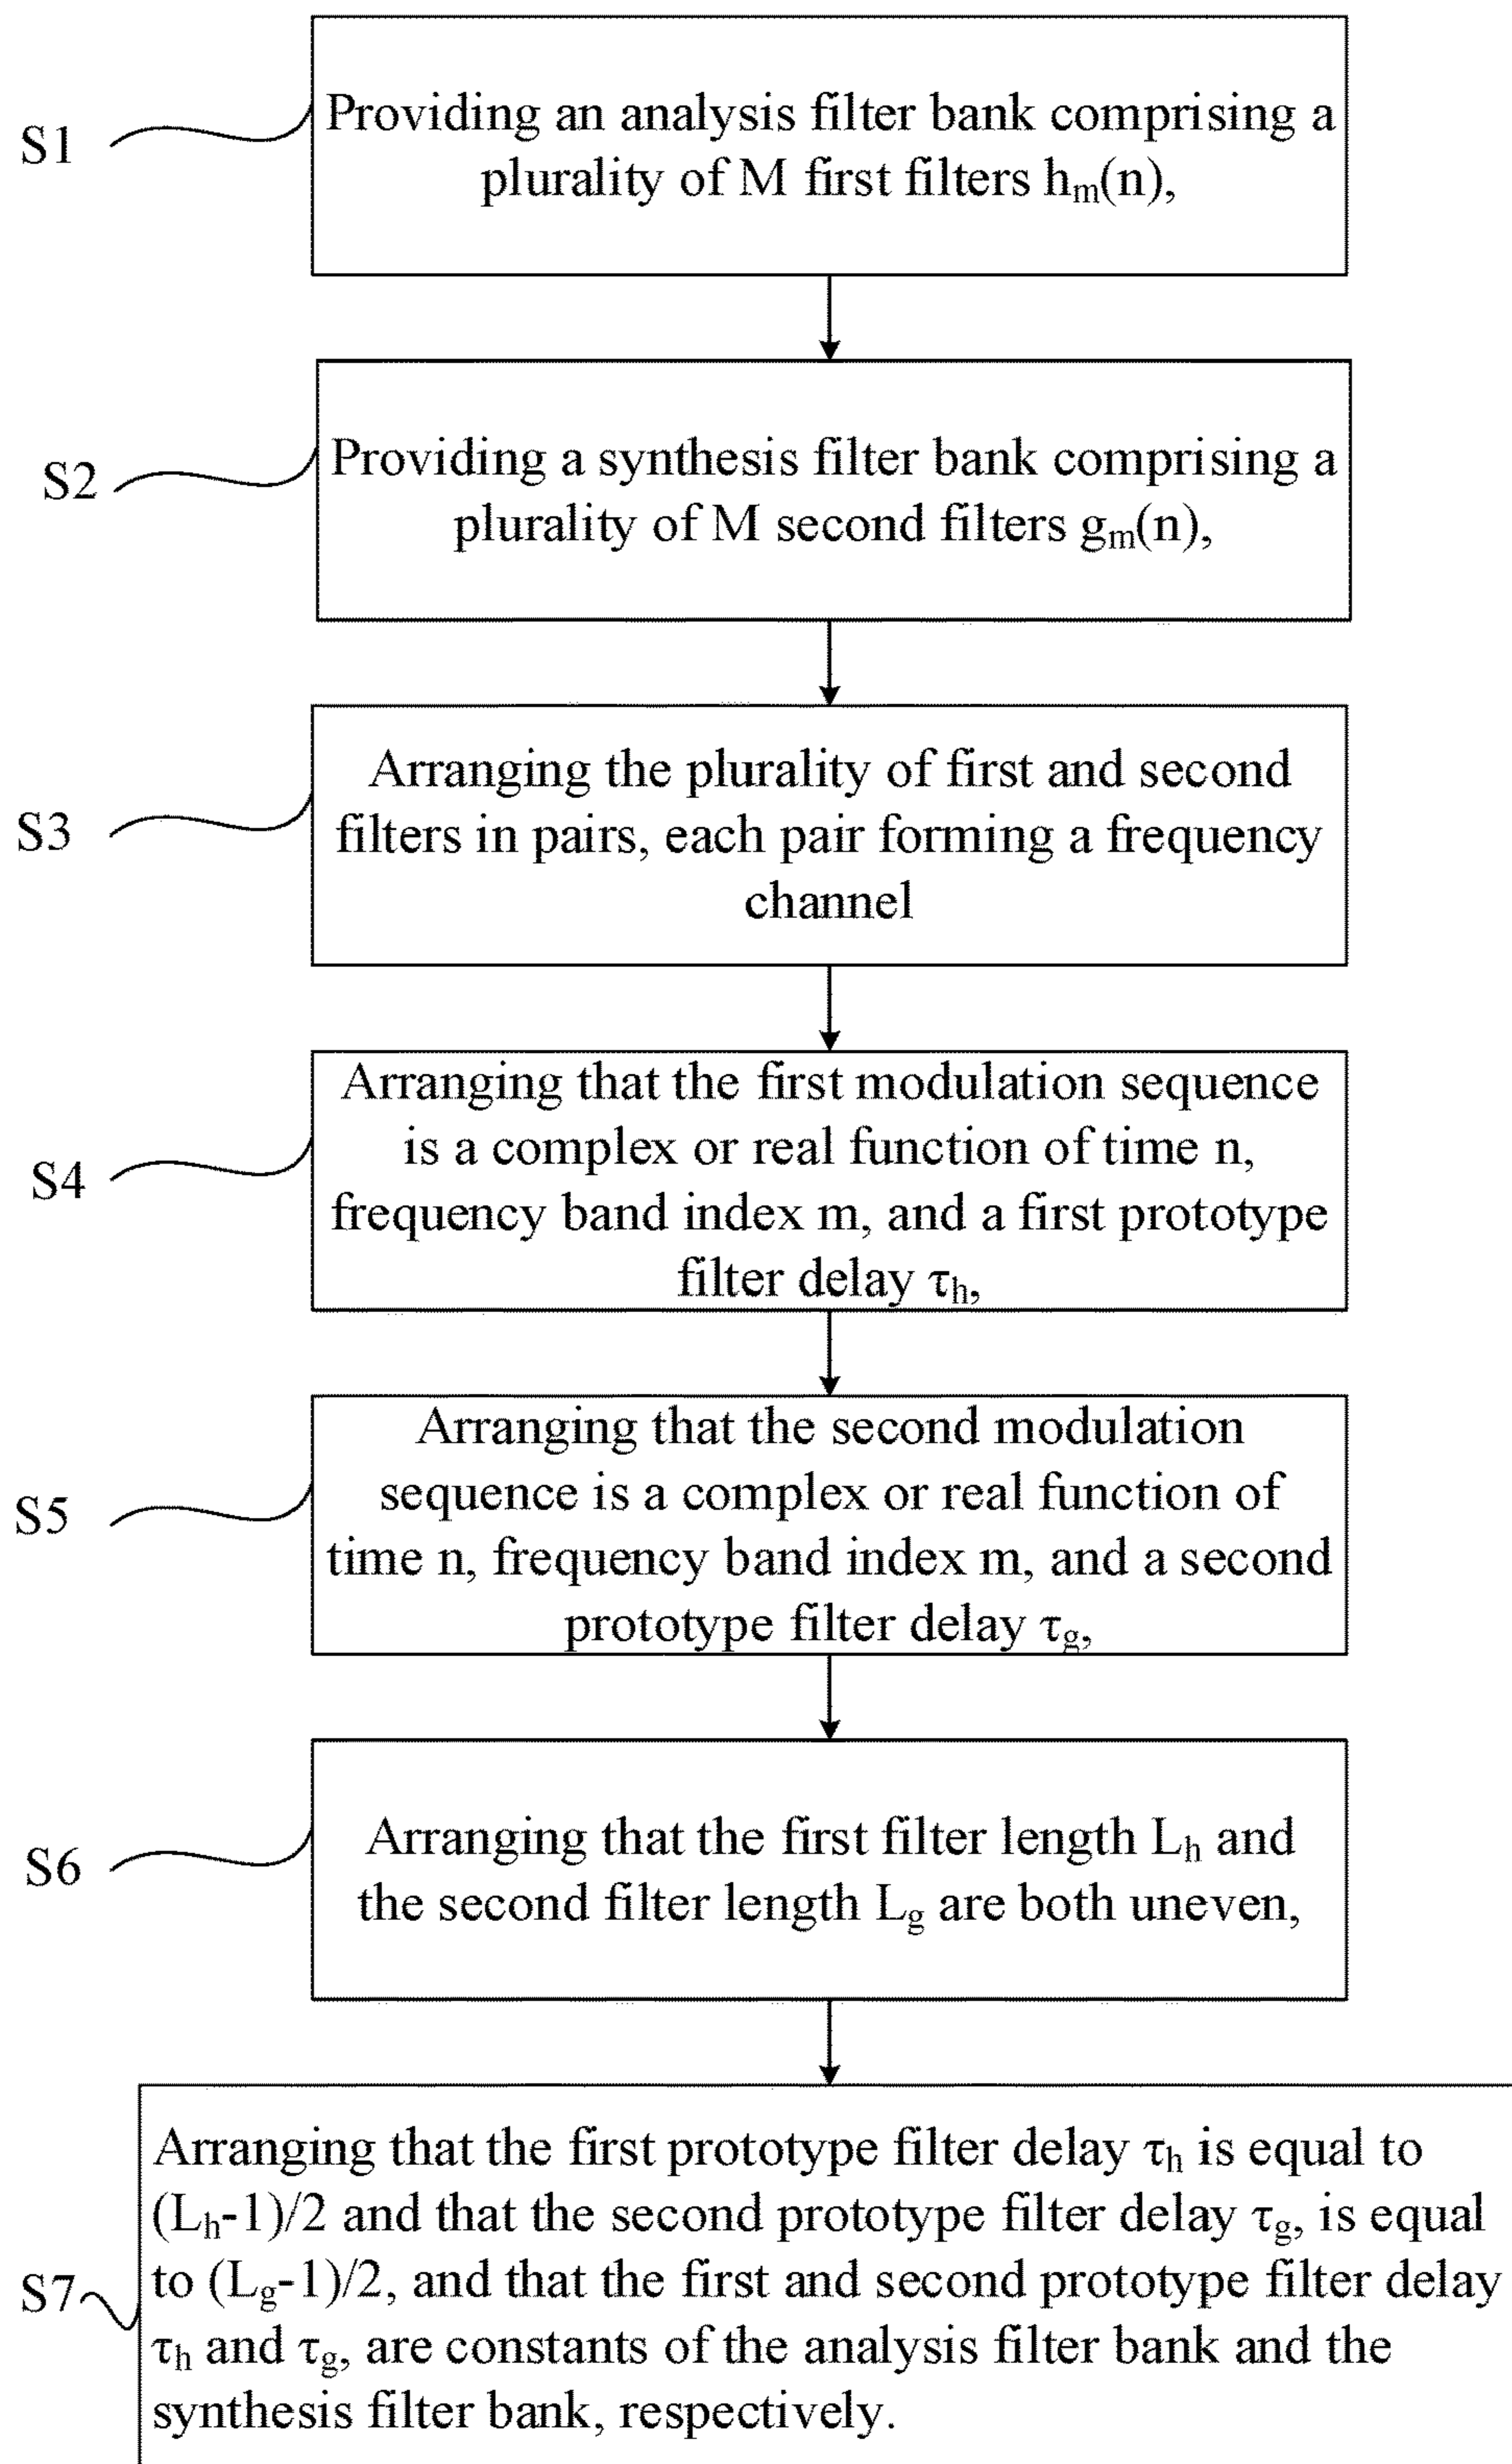 S1
Providing an analysis filter bank comprising a
plurality of M first filters hₘ(n),
S2
Providing a synthesis filter bank comprising a
plurality of M second filters gₘ(n),
S3
Arranging the plurality of first and second
filters in pairs, each pair forming a frequency
channel
S4
Arranging that the first modulation sequence
is a complex or real function of time n,
frequency band index m, and a first prototype
filter delay τh,
S5
Arranging that the second modulation
sequence is a complex or real function of
time n, frequency band index m, and a second
prototype filter delay τg,
S6
Arranging that the first filter length Lh and
the second filter length Lg are both uneven,
S7
Arranging that the first prototype filter delay τh is equal to
(Lh-1)/2 and that the second prototype filter delay τg, is equal
to (Lg-1)/2, and that the first and second prototype filter delay
τh and τg, are constants of the analysis filter bank and the
synthesis filter bank, respectively.